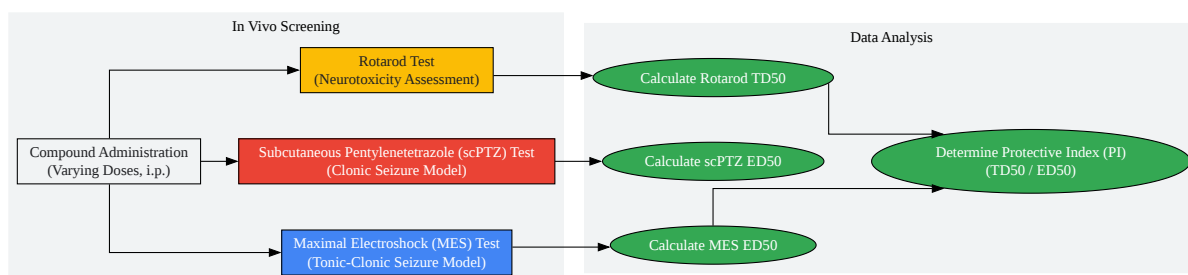 In Vivo Screening
Data Analysis
Rotarod Test
(Neurotoxicity Assessment)
Calculate Rotarod TD50
Compound Administration
(Varying Doses, i.p.)
Subcutaneous Pentylenetetrazole (scPTZ) Test
(Clonic Seizure Model)
Calculate scPTZ ED50
Determine Protective Index (PI)
(TD50 / ED50)
Maximal Electroshock (MES) Test
(Tonic-Clonic Seizure Model)
Calculate MES ED50